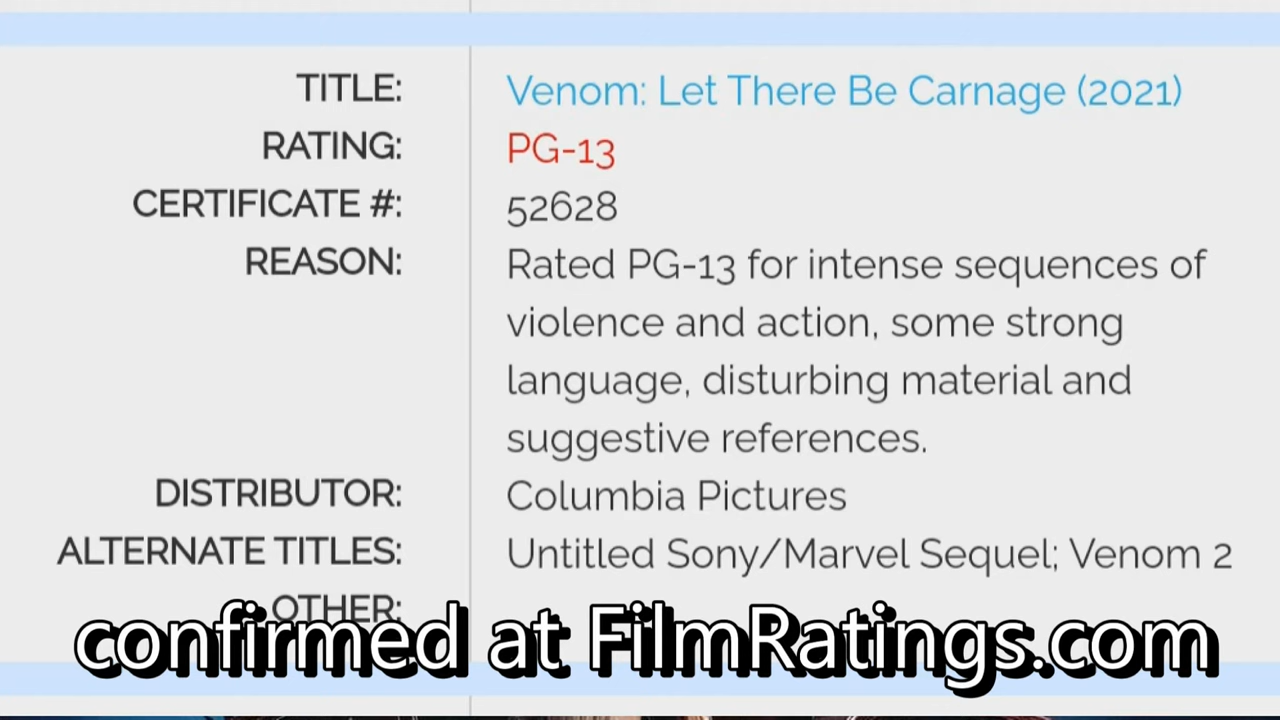 TITLE: Venom: Let There Be Carnage (2021)
RATING: PG-13
CERTIFICATE #: 52628
REASON: Rated PG-13 for intense sequences of
violence and action, some strong
language, disturbing material and
suggestive references.
DISTRIBUTOR: Columbia Pictures
ALTERNATE TITLES: Untitled Sony/Marvel Sequel; Venom 2
OTHER:
confirmed at FilmRatings.com